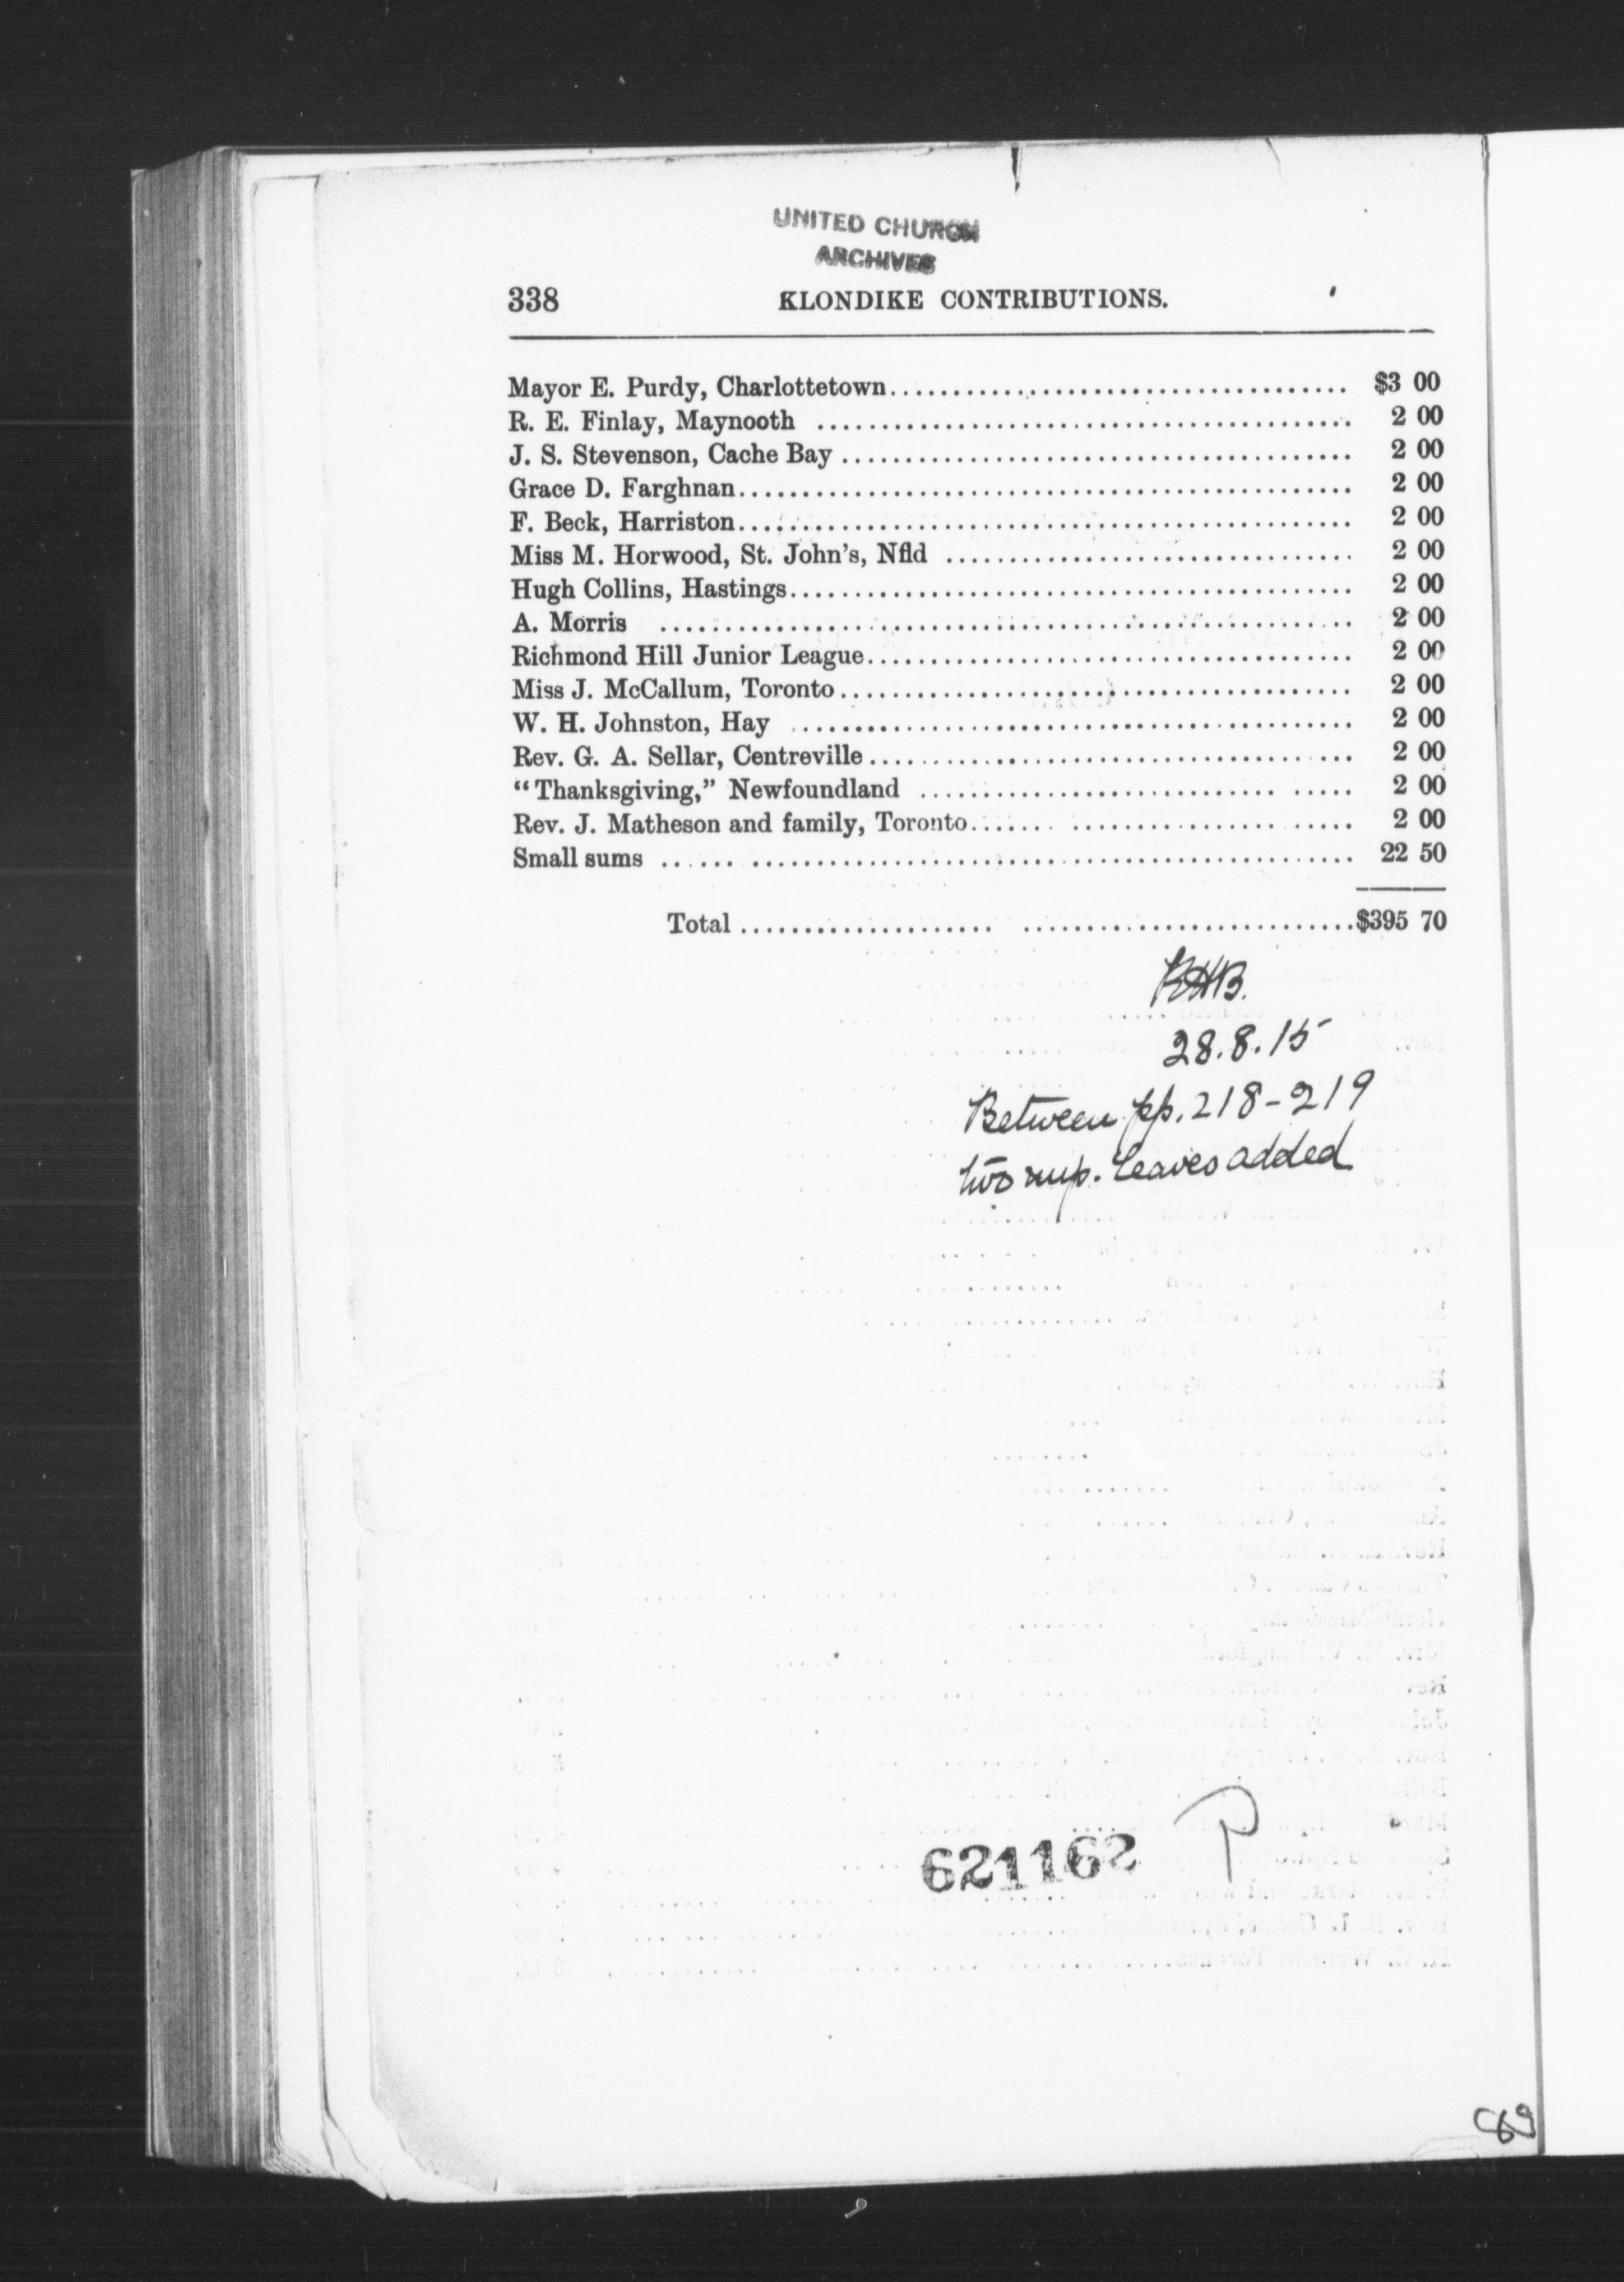 UNITED CHURCH
ARCHIVES
338 KLONDIKE CONTRIBUTIONS.
Mayor E. Purdy, Charlottetown........................................ $3 00
R. E. Finlay, Maynooth ........................................ 2 00
J. S. Stevenson, Cache Bay ........................................ 2 00
Grace D. Farghnan........................................ 2 00
F. Beck, Harriston........................................ 2 00
Miss M. Horwood, St. John's, Nfld ................................ 2 00
Hugh Collins, Hastings........................................ 2 00
A. Morris ........................................ 2 00
Richmond Hill Junior League........................................ 2 00
Miss J. McCallum, Toronto........................................ 2 00
W. H. Johnston, Hay ........................................ 2 00
Rev. G. A. Sellar, Centreville........................................ 2 00
"Thanksgiving," Newfoundland ................................ 2 00
Rev. J. Matheson and family, Toronto................................ 2 00
Small sums ........................................ 22 50
Total ........................................$395 70
RHB.
28.8.15
Between pp. 218-219
two sup. leaves added
621162 P
89